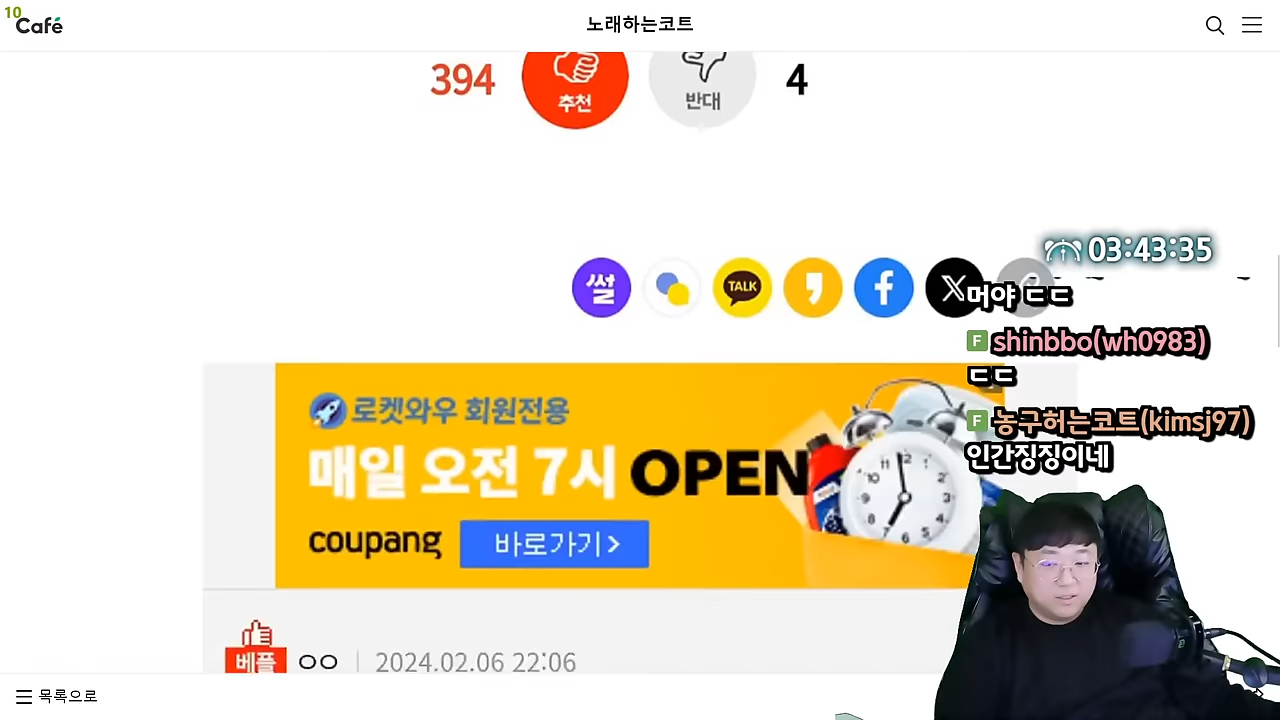 10
Café
노래하는코트
394
추천
반대
4
썰
TALK
X
03:43:35
머야 ㄷㄷ
F shinbbo(wh0983)
ㄷㄷ
F 농구허는코트(kimsj97)
인간징징이네
로켓와우 회원전용
매일 오전 7시 OPEN
coupang
바로가기 >
베플 ㅇㅇ | 2024.02.06 22:06
목록으로